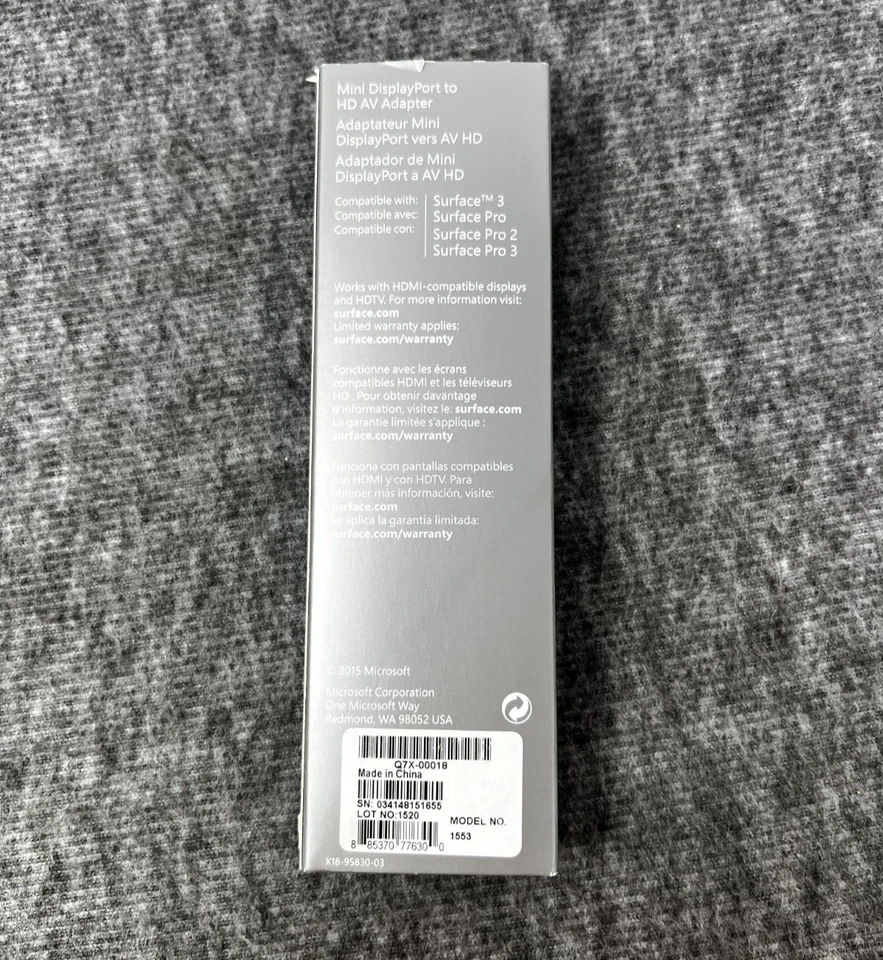 Mini DisplayPort to
HD AV Adapter
Adaptateur Mini
DisplayPort vers AV HD
Adaptador de Mini
DisplayPort a AV HD
Compatible with:
Compatible avec:
Compatible con:
Surface™ 3
Surface Pro
Surface Pro 2
Surface Pro 3
Works with HDMI-compatible displays
and HDTV. For more information visit:
surface.com
Limited warranty applies:
surface.com/warranty
Fonctionne avec les écrans
compatibles HDMI et les téléviseurs
HD . Pour obtenir davantage
d'information, visitez le: surface.com
La garantie limitée s'applique :
surface.com/warranty
Funciona con pantallas compatibles
con HDMI y con HDTV. Para
obtener más información, visite:
surface.com
Se aplica la garantía limitada:
surface.com/warranty
© 2015 Microsoft
Microsoft Corporation
One Microsoft Way
Redmond, WA 98052 USA
Q7X-00018
Made in China
SN: 034148151655
LOT NO:1520
MODEL NO.
1553
8 85370 77630 0
X18-95830-03